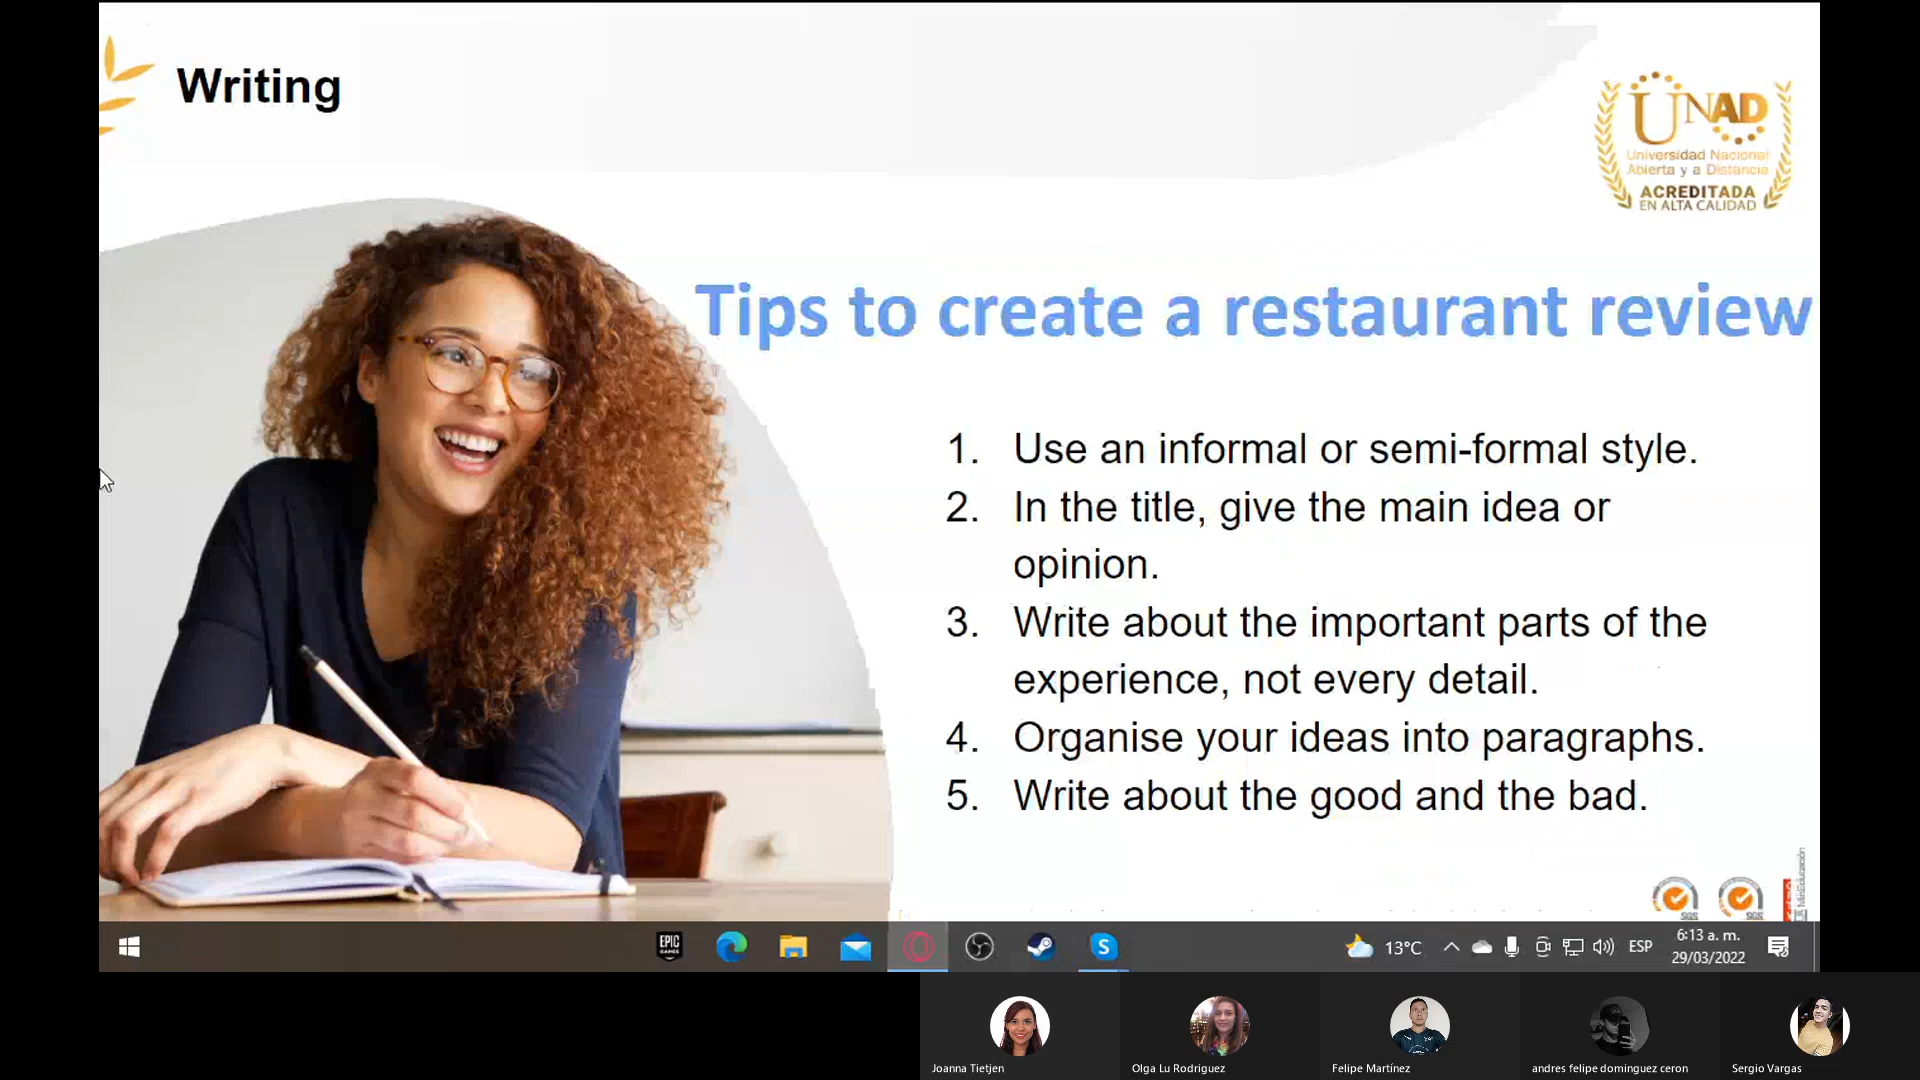 Writing
UNAD
Universidad Nacional
Abierta y a Distancia
ACREDITADA
EN ALTA CALIDAD
Tips to create a restaurant review
1. Use an informal or semi-formal style.
2. In the title, give the main idea or
opinion.
3. Write about the important parts of the
experience, not every detail.
4. Organise your ideas into paragraphs.
5. Write about the good and the bad.
SGS SGS
MinEducación
EPIC
GAMES
13°C
ESP
6:13 a. m.
29/03/2022
Joanna Tietjen
Olga Lu Rodriguez
Felipe Martínez
andres felipe dominguez ceron
Sergio Vargas